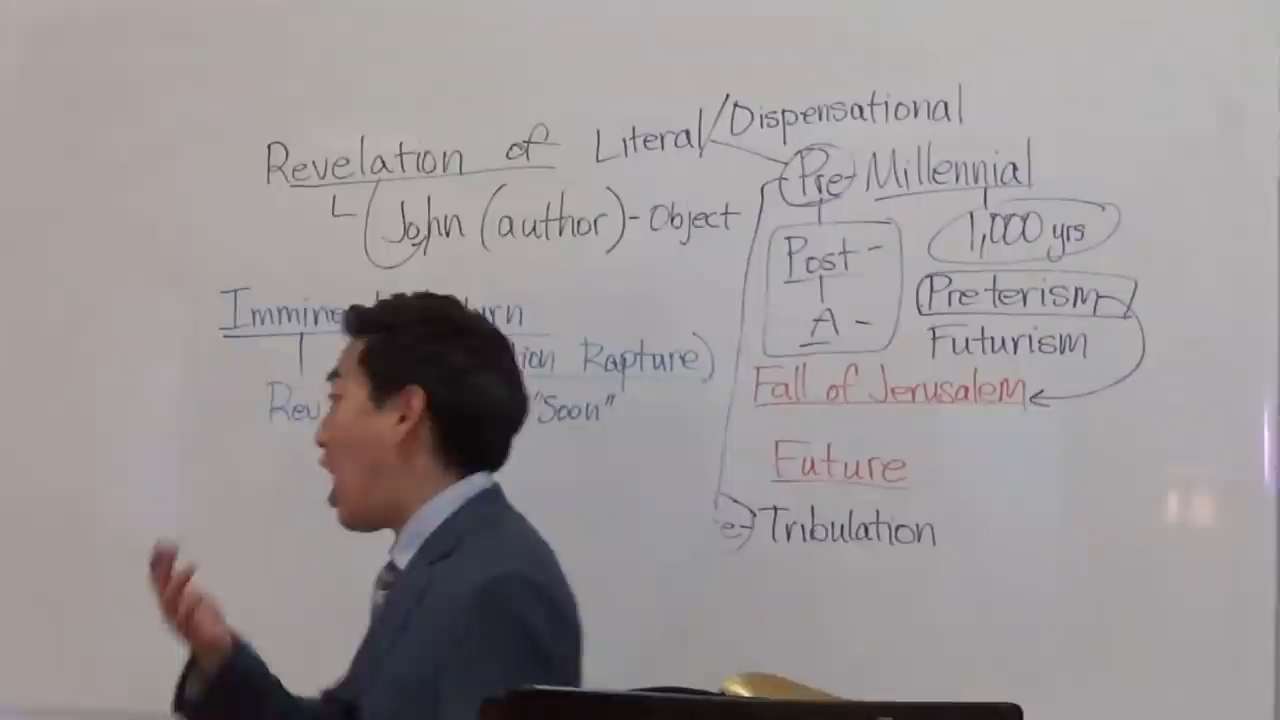 Revelation of
John (author) - Object
Literal/Dispensational
Pre- Millennial
1,000 yrs
Post -
A -
Preterism
Futurism
Fall of Jerusalem
Future
Tribulation
Rapture)
"Soon"